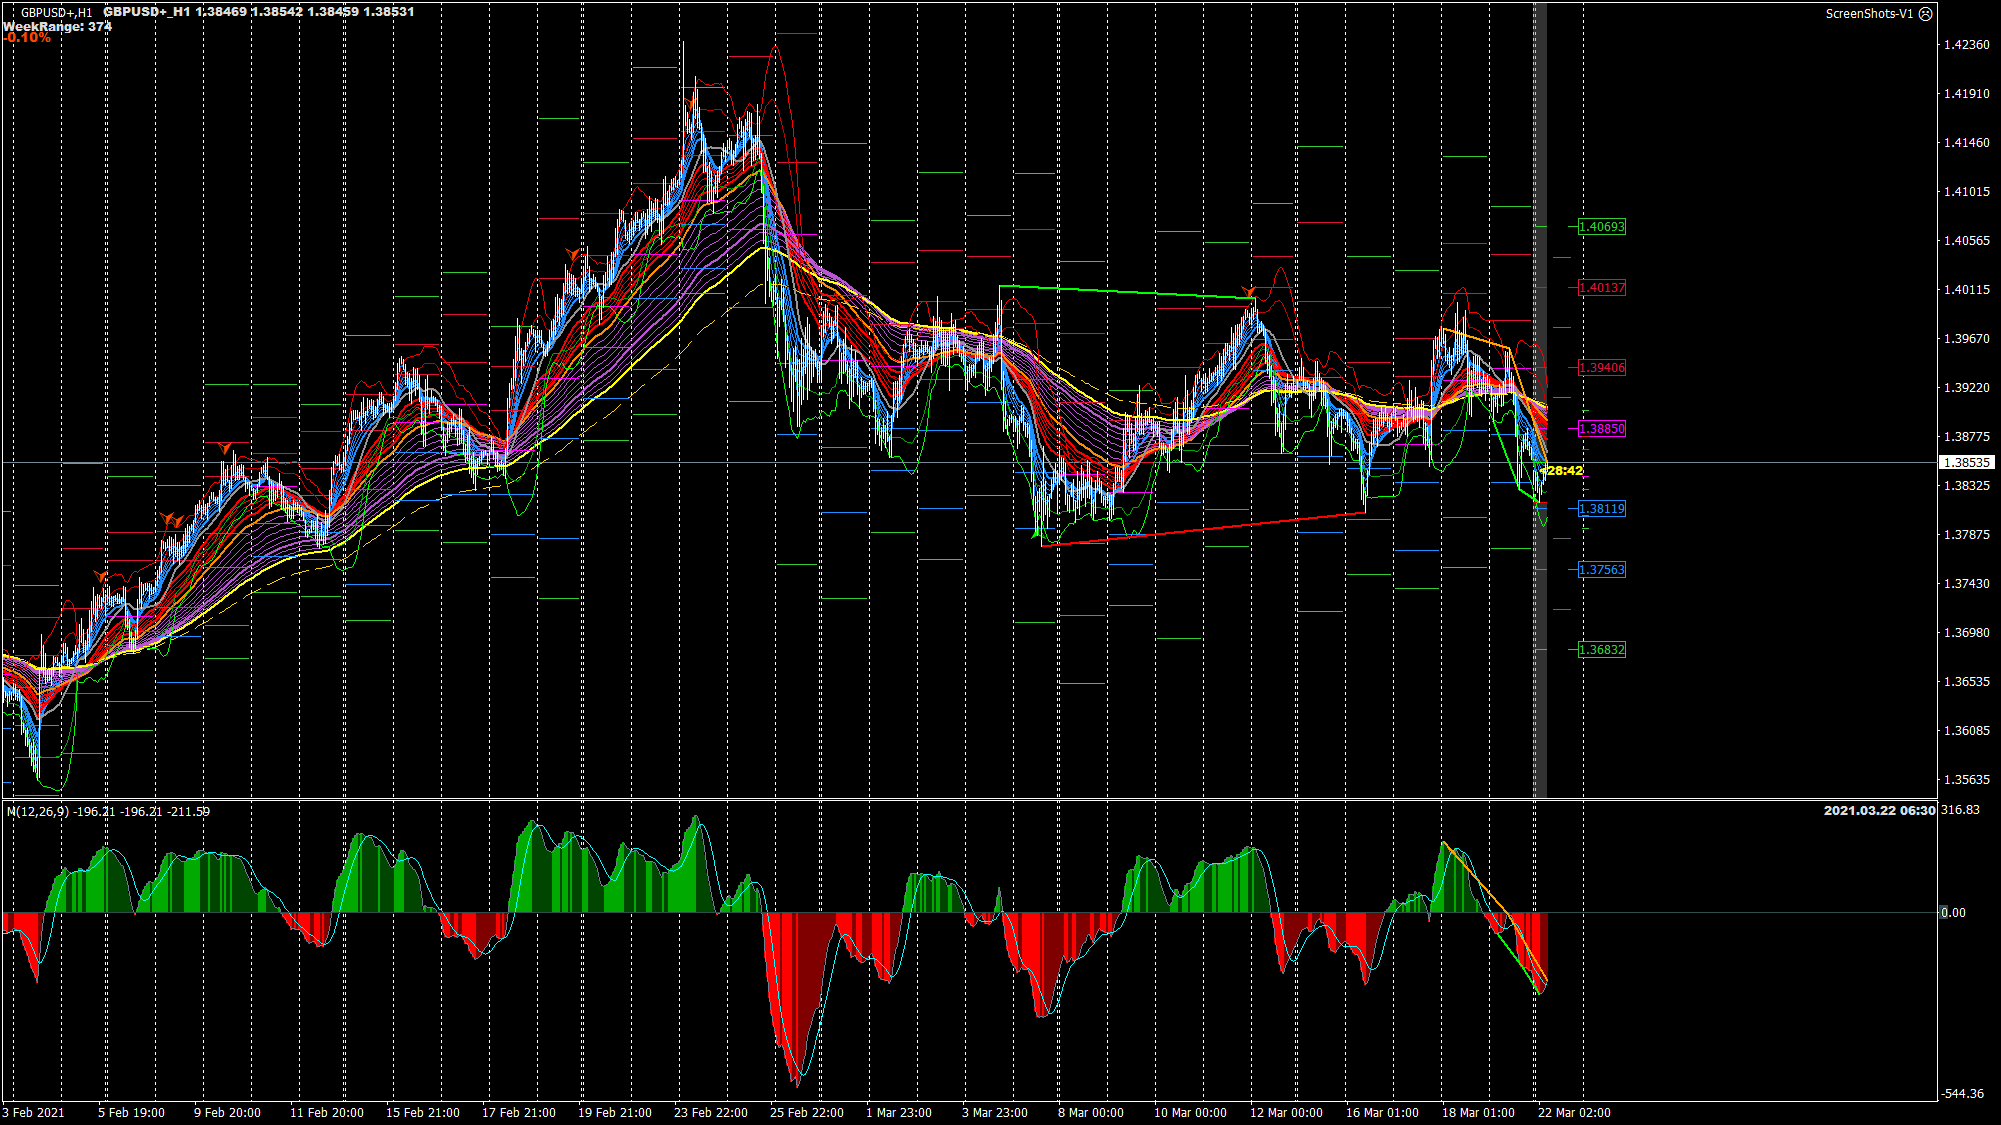 GBPUSD+,H1 GBPUSD+_H1 1.38469 1.38542 1.38459 1.38531
ScreenShots-V1
WeekRange: 374
-0.10%
1.42360
1.41910
1.41460
1.41015
1.40693
1.40565
1.40137
1.40115
1.39670
1.39406
1.39220
1.38850
1.38775
1.38535
<28:42
1.38325
1.38119
1.37875
1.37563
1.37430
1.36980
1.36832
1.36535
1.36085
1.35635
M(12,26,9) -196.21 -196.21 -211.59
2021.03.22 06:30
316.83
0.00
-544.36
3 Feb 2021
5 Feb 19:00
9 Feb 20:00
11 Feb 20:00
15 Feb 21:00
17 Feb 21:00
19 Feb 21:00
23 Feb 22:00
25 Feb 22:00
1 Mar 23:00
3 Mar 23:00
8 Mar 00:00
10 Mar 00:00
12 Mar 00:00
16 Mar 01:00
18 Mar 01:00
22 Mar 02:00